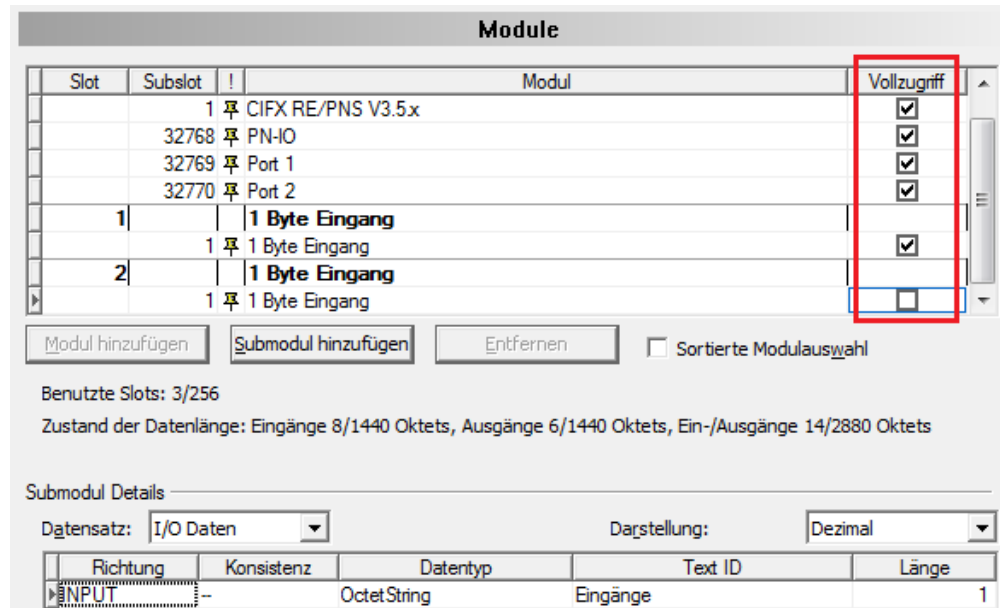 Module
Slot Subslot ! Modul Vollzugriff
1 CIFX RE/PNS V3.5.x
32768 PN-IO
32769 Port 1
32770 Port 2
1 1 Byte Eingang
1 1 Byte Eingang
2 1 Byte Eingang
1 1 Byte Eingang
Modul hinzufügen Submodul hinzufügen Entfernen Sortierte Modulauswahl
Benutzte Slots: 3/256
Zustand der Datenlänge: Eingänge 8/1440 Oktets, Ausgänge 6/1440 Oktets, Ein-/Ausgänge 14/2880 Oktets
Submodul Details
Datensatz: I/O Daten Darstellung: Dezimal
Richtung Konsistenz Datentyp Text ID Länge
INPUT -- OctetString Eingänge 1